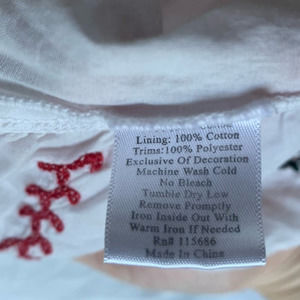 Lining: 100% Cotton
Trims:100% Polyester
Exclusive Of Decoration
Machine Wash Cold
No Bleach
Tumble Dry Low
Remove Promptly
Iron Inside Out With
Warm Iron If Needed
Rn# 115686
Made In China